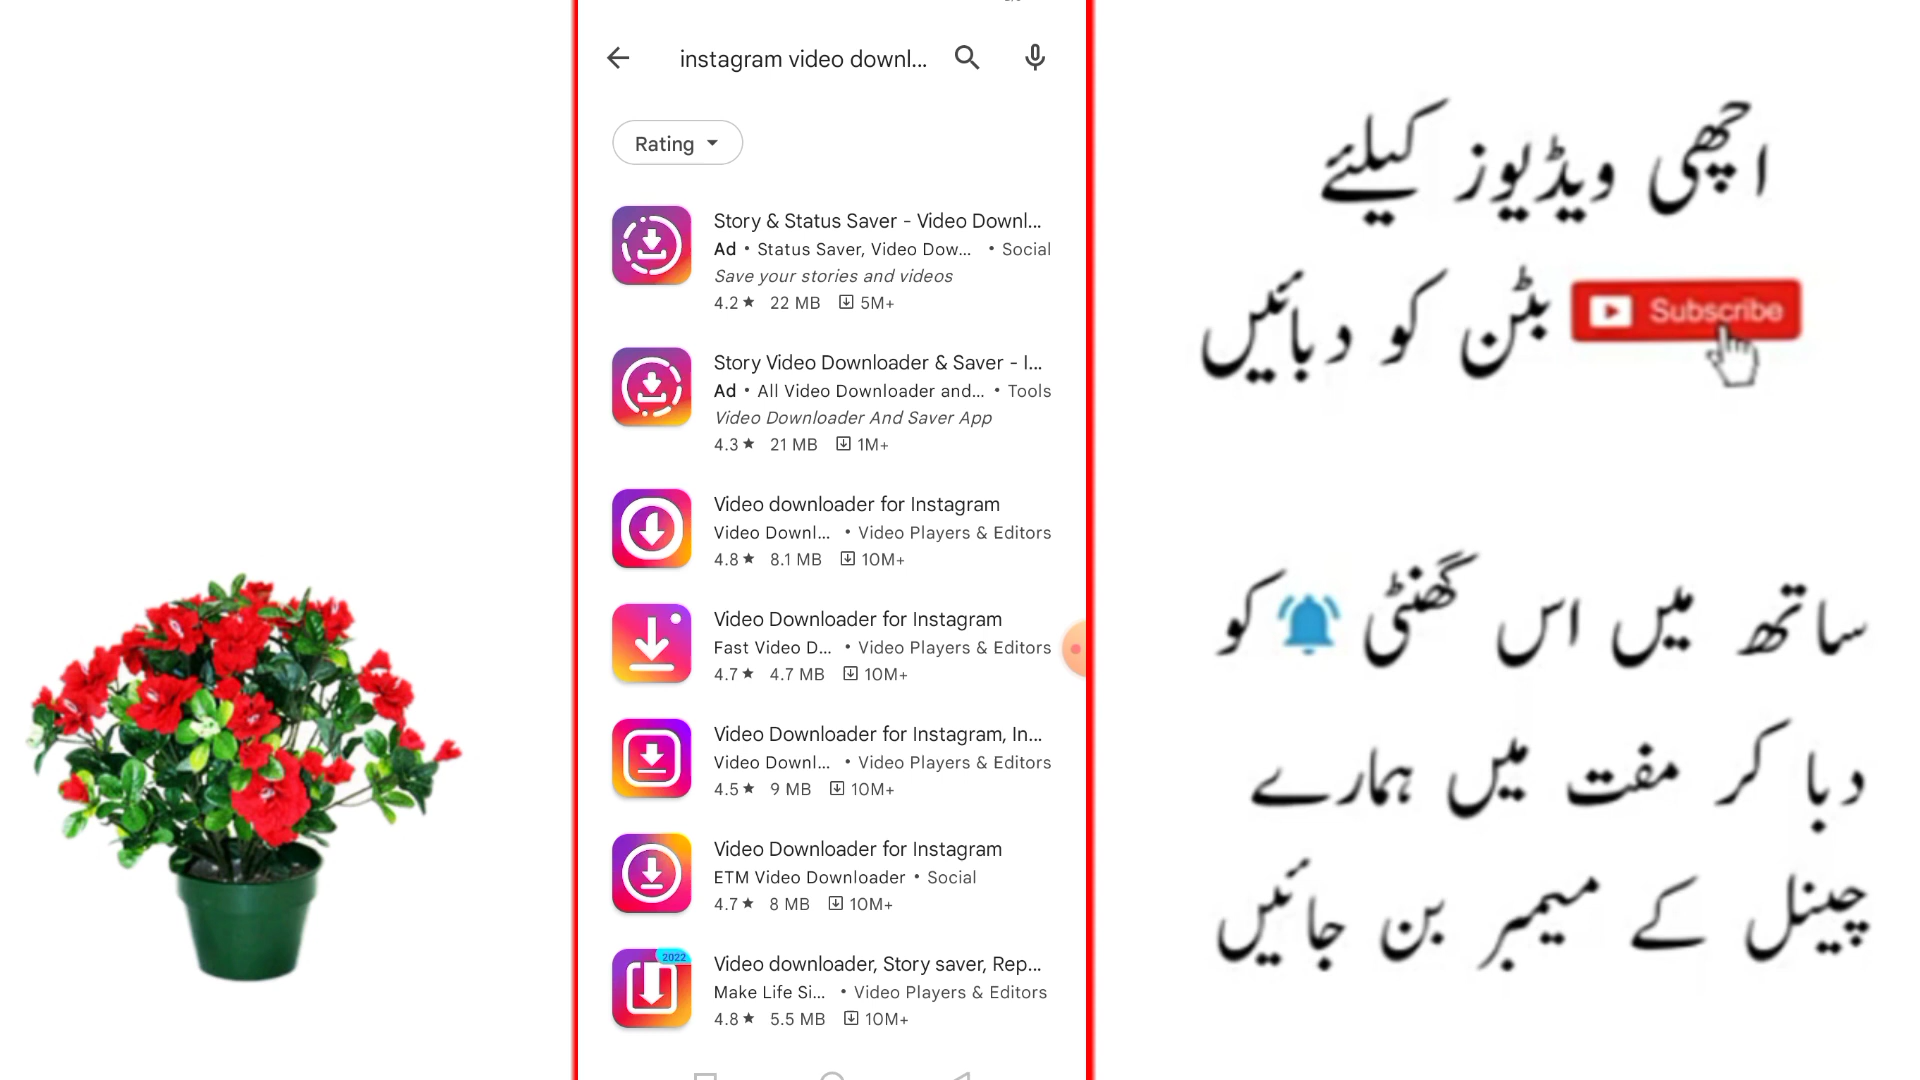 instagram video downl...
Rating
Story & Status Saver - Video Downl...
Ad • Status Saver, Video Dow... • Social
Save your stories and videos
4.2★ 22 MB 5M+
Story Video Downloader & Saver - I...
Ad • All Video Downloader and... • Tools
Video Downloader And Saver App
4.3★ 21 MB 1M+
Video downloader for Instagram
Video Downl... • Video Players & Editors
4.8★ 8.1 MB 10M+
Video Downloader for Instagram
Fast Video D... • Video Players & Editors
4.7★ 4.7 MB 10M+
Video Downloader for Instagram, In...
Video Downl... • Video Players & Editors
4.5★ 9 MB 10M+
Video Downloader for Instagram
ETM Video Downloader • Social
4.7★ 8 MB 10M+
2022
Video downloader, Story saver, Rep...
Make Life Si... • Video Players & Editors
4.8★ 5.5 MB 10M+
اچھی ویڈیوز کیلئے
Subscribe بٹن کو دبائیں
ساتھ میں اس گھنٹی کو
دبا کر مفت میں ہمارے
چینل کے میمبر بن جائیں